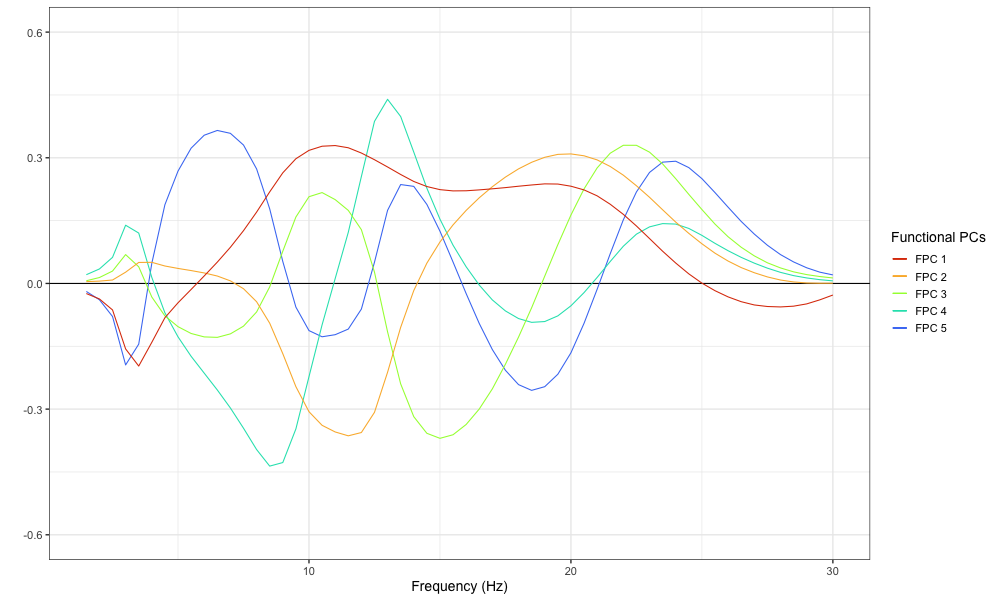 0.6
0.3
0.0
-0.3
-0.6
10
20
30
Frequency (Hz)
Functional PCs
FPC 1
FPC 2
FPC 3
FPC 4
FPC 5